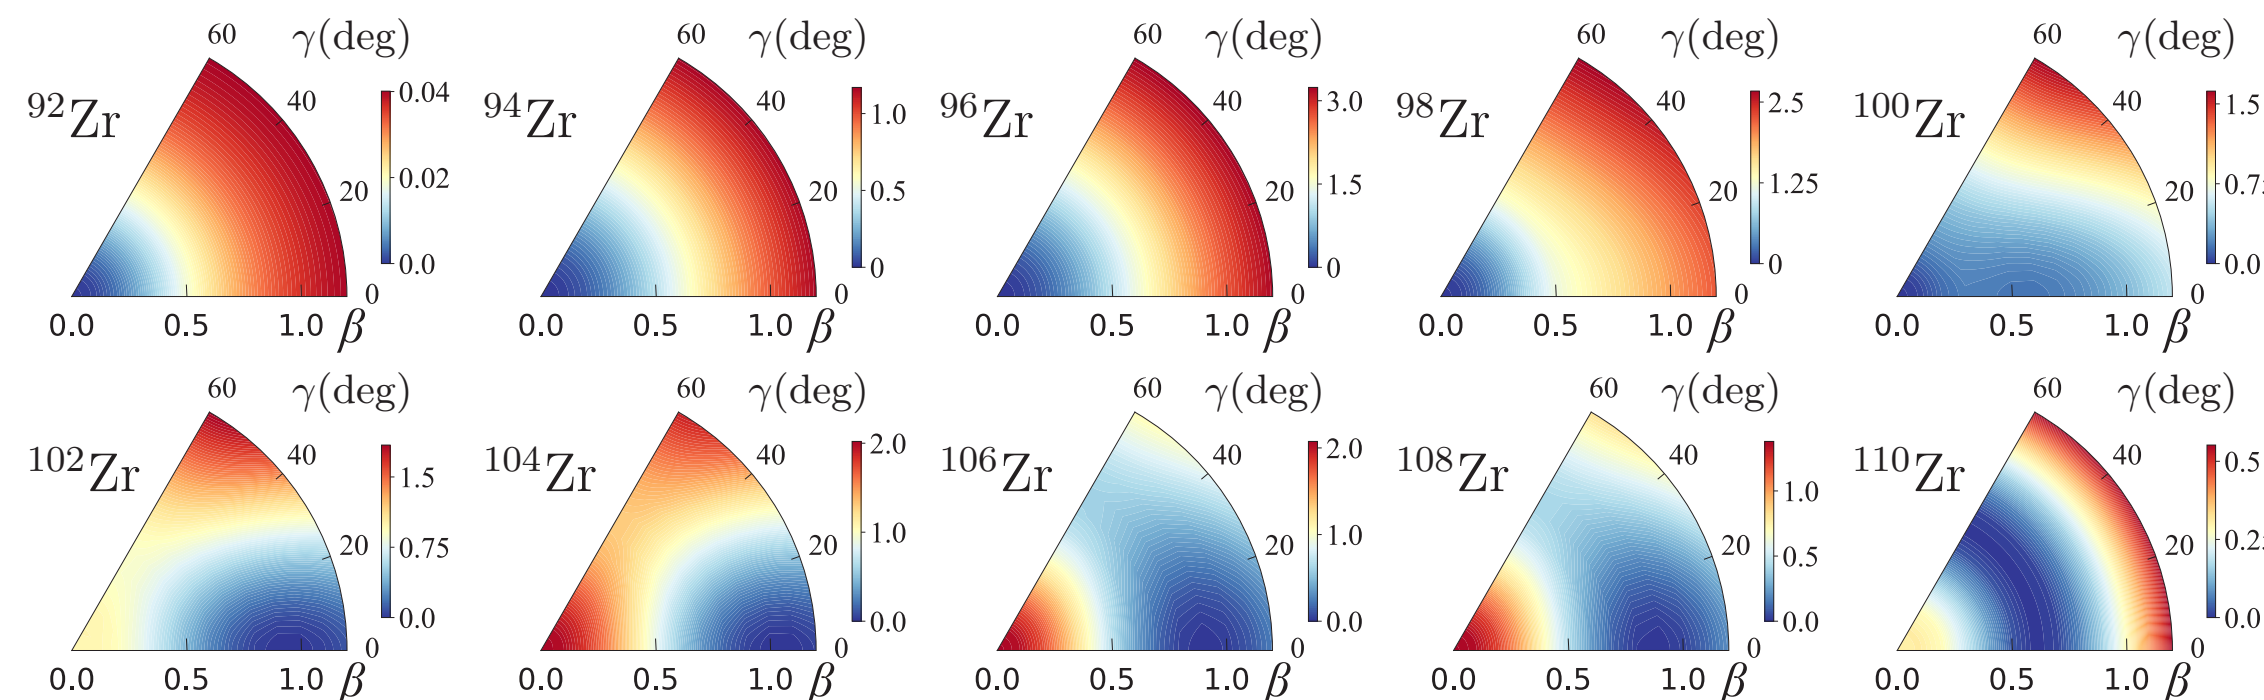 60 γ(deg) 60 γ(deg) 60 γ(deg) 60 γ(deg) 60 γ(deg)
⁹²Zr 40 0.04 ⁹⁴Zr 40 1.0 ⁹⁶Zr 40 3.0 ⁹⁸Zr 40 2.5 ¹⁰⁰Zr 40 1.5
20 0.02 20 0.5 20 1.5 20 1.25 20 0.7
0 0.0 0 0 0 0 0 0 0 0.0
0.0 0.5 1.0 β 0.0 0.5 1.0 β 0.0 0.5 1.0 β 0.0 0.5 1.0 β 0.0 0.5 1.0 β
60 γ(deg) 60 γ(deg) 60 γ(deg) 60 γ(deg) 60 γ(deg)
¹⁰²Zr 40 1.5 ¹⁰⁴Zr 40 2.0 ¹⁰⁶Zr 40 2.0 ¹⁰⁸Zr 40 1.0 ¹¹⁰Zr 40 0.5
20 0.75 20 1.0 20 1.0 20 0.5 20 0.2
0 0.0 0 0.0 0 0.0 0 0.0 0 0.0
0.0 0.5 1.0 β 0.0 0.5 1.0 β 0.0 0.5 1.0 β 0.0 0.5 1.0 β 0.0 0.5 1.0 β